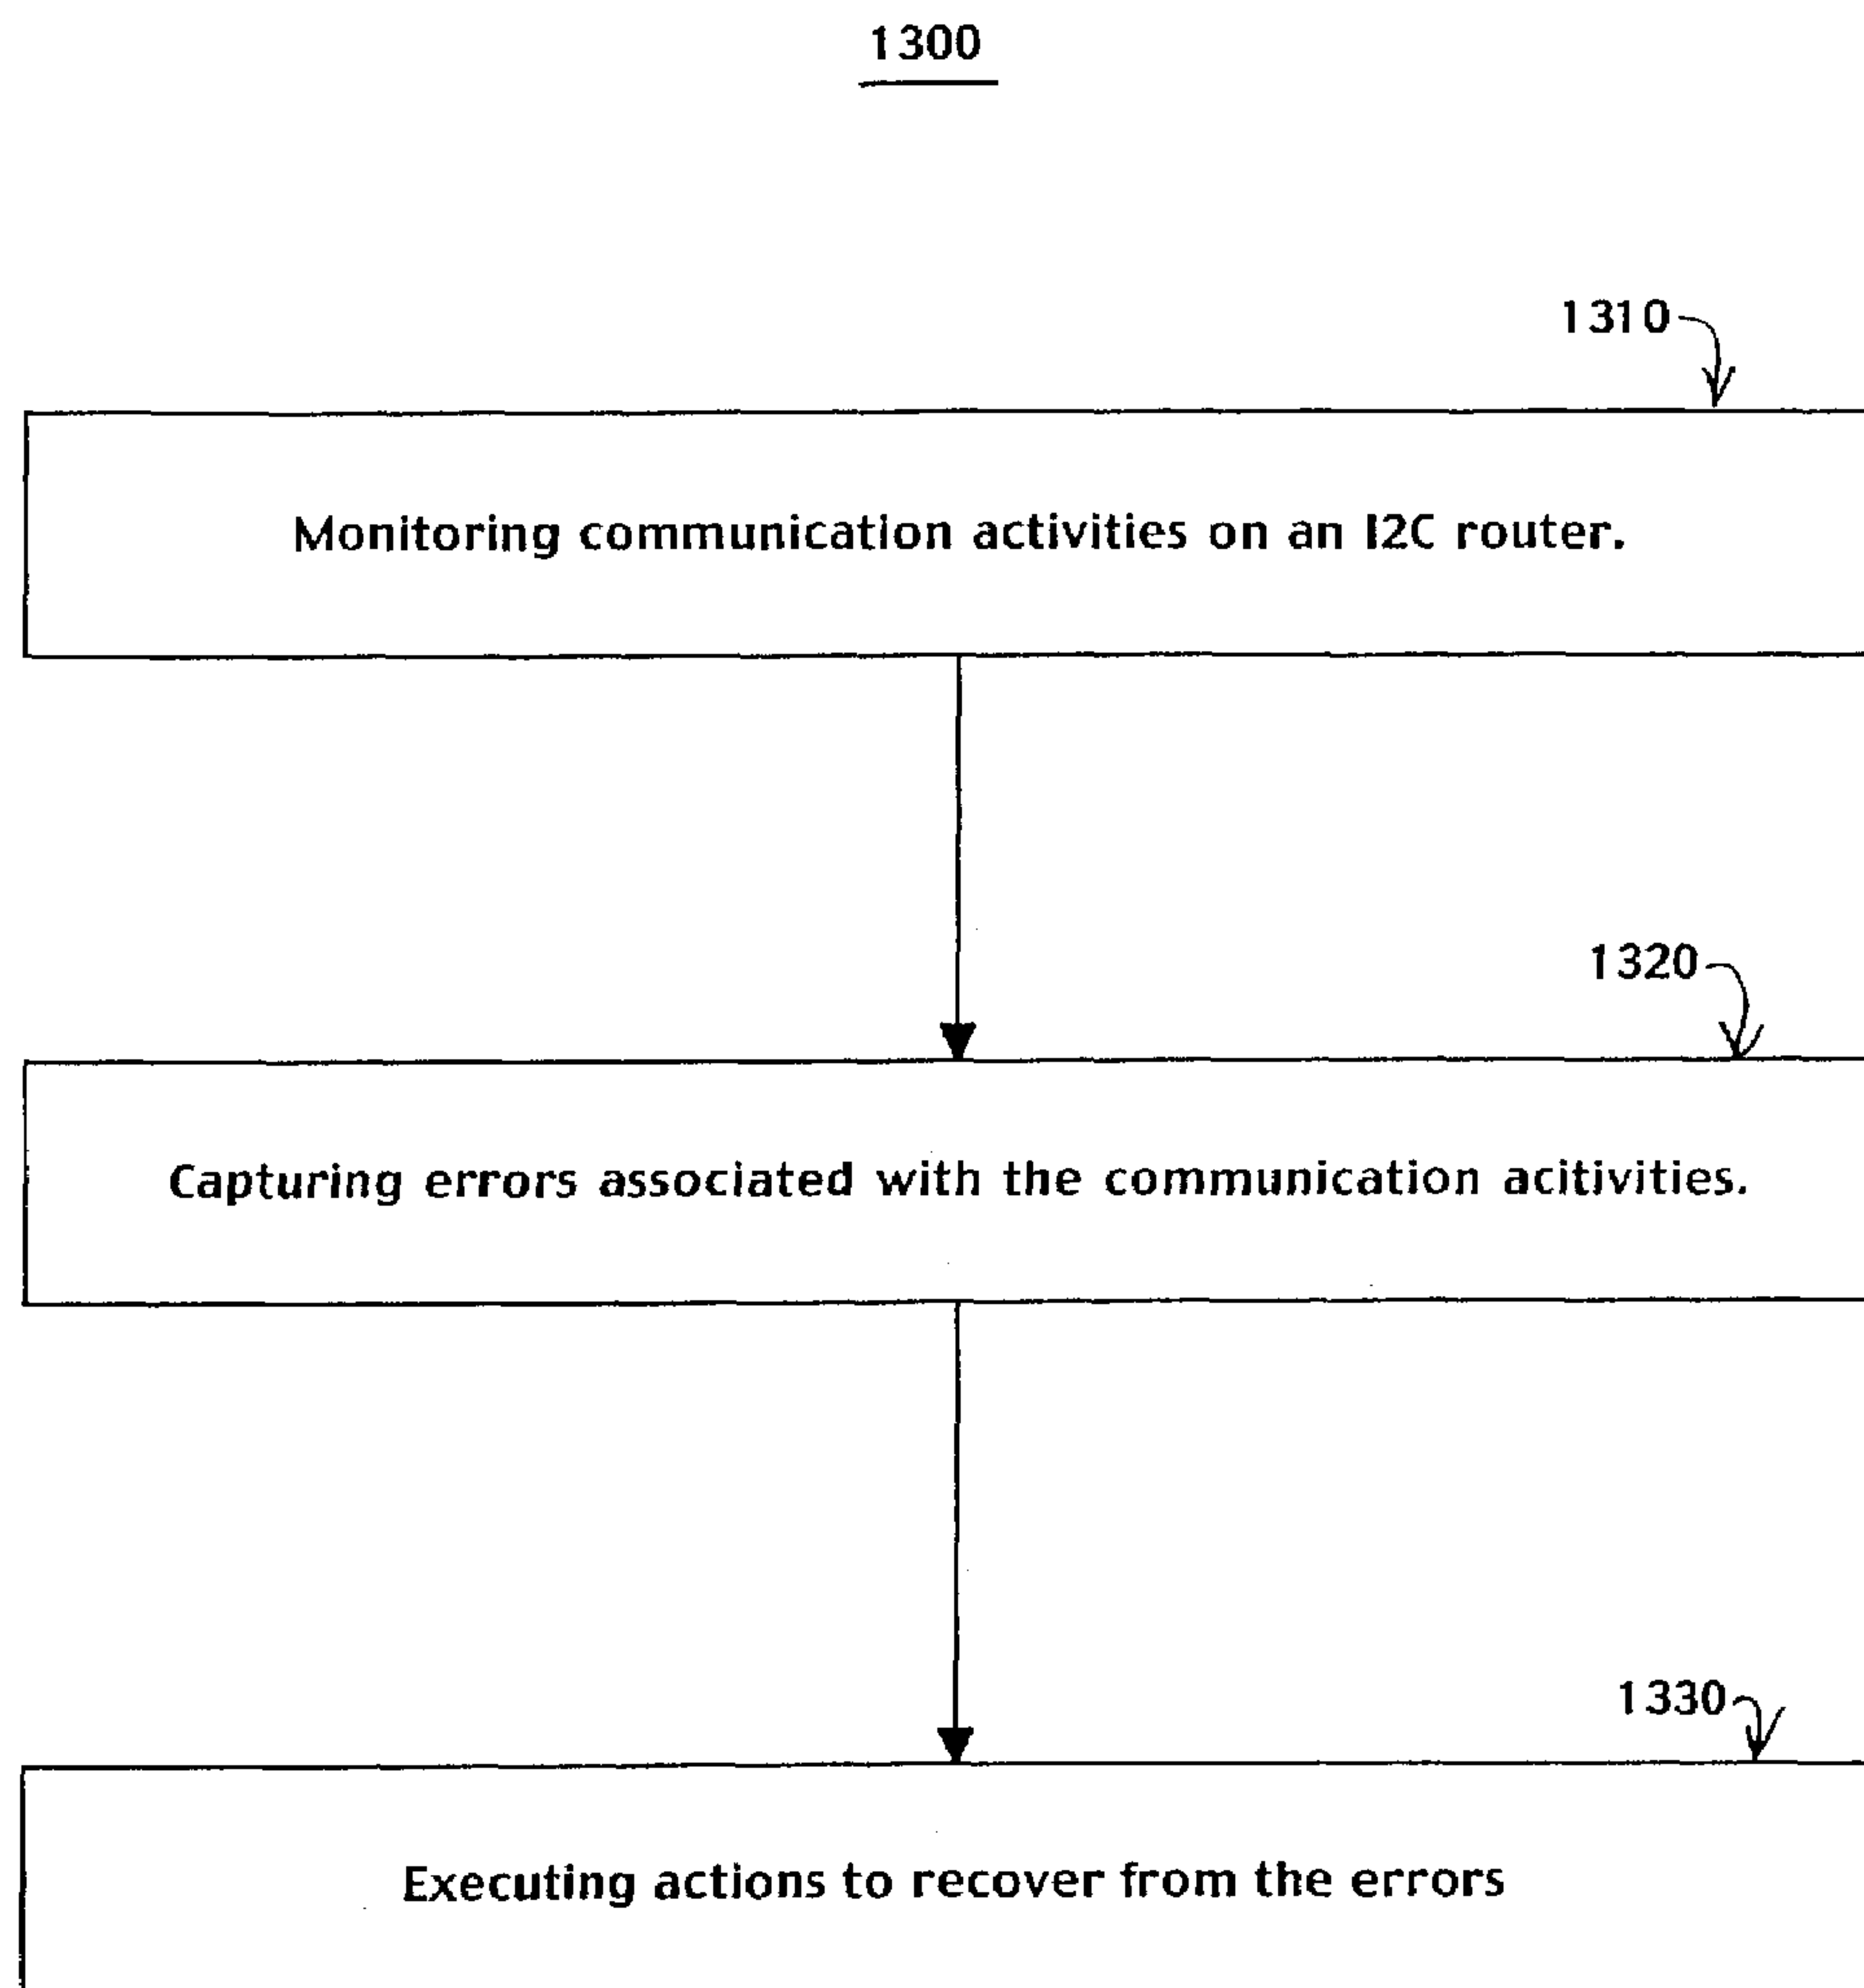 1300
1310
Monitoring communication activities on an I2C router.
1320
Capturing errors associated with the communication acitivities.
1330
Executing actions to recover from the errors